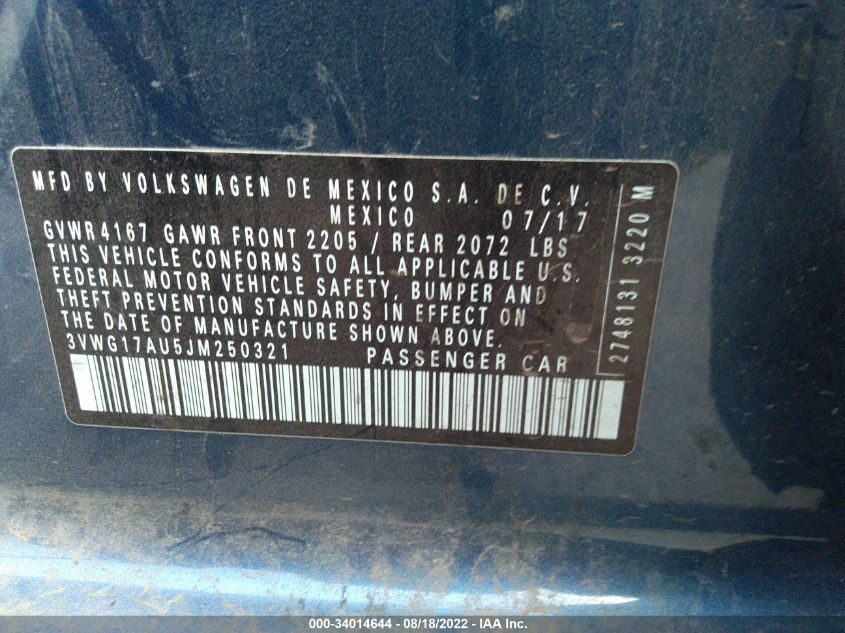 MFD BY VOLKSWAGEN DE MEXICO S.A. DE C.V.
MEXICO 07/17
GVWR4167 GAWR FRONT 2205 / REAR 2072 LBS
THIS VEHICLE CONFORMS TO ALL APPLICABLE U.S.
FEDERAL MOTOR VEHICLE SAFETY, BUMPER AND
THEFT PREVENTION STANDARDS IN EFFECT ON
THE DATE OF MANUFACTURE SHOWN ABOVE.
3VWG17AU5JM250321 PASSENGER CAR
2748131 3220 M
000-34014644 - 08/18/2022 - IAA Inc.